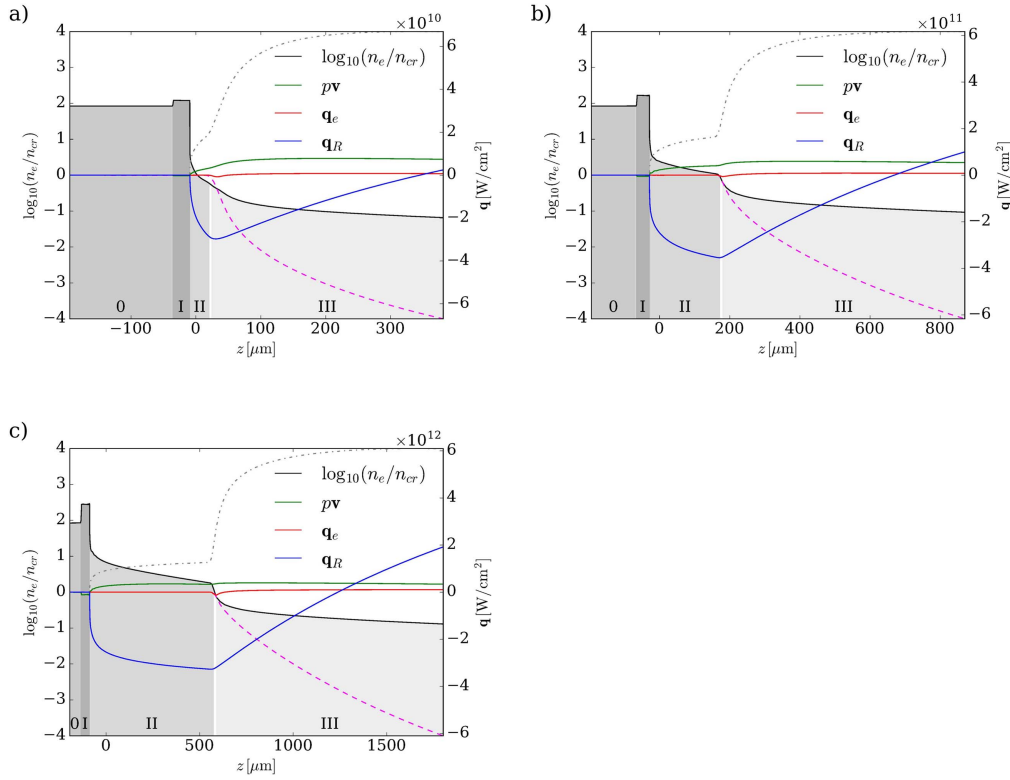 a)
×10^10
log10(ne/ncr)
pv
qe
qR
4
3
2
1
0
−1
−2
−3
−4
6
4
2
0
−2
−4
−6
log10(ne/ncr)
q [W/cm²]
0 I II III
−100 0 100 200 300
z [μm]
b)
×10^11
log10(ne/ncr)
pv
qe
qR
4
3
2
1
0
−1
−2
−3
−4
6
4
2
0
−2
−4
−6
log10(ne/ncr)
q [W/cm²]
0 I II III
0 200 400 600 800
z [μm]
c)
×10^12
log10(ne/ncr)
pv
qe
qR
4
3
2
1
0
−1
−2
−3
−4
6
4
2
0
−2
−4
−6
log10(ne/ncr)
q [W/cm²]
0 I II III
0 500 1000 1500
z [μm]